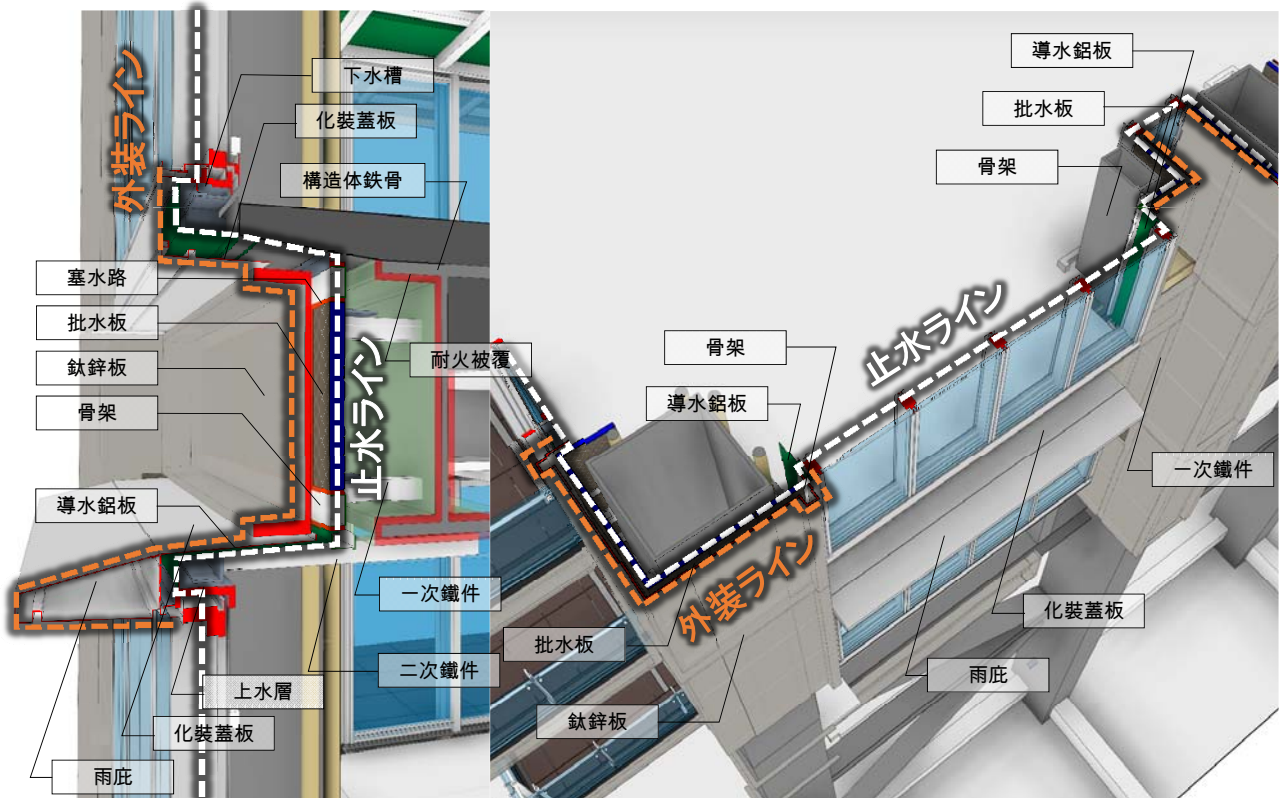 外装ライン
下水槽
化裝蓋板
構造体鉄骨
塞水路
批水板
鈦鋅板
骨架
導水鋁板
止水ライン
耐火被覆
一次鐵件
二次鐵件
上水層
化裝蓋板
雨庇
導水鋁板
批水板
骨架
止水ライン
骨架
導水鋁板
一次鐵件
外装ライン
化裝蓋板
批水板
雨庇
鈦鋅板